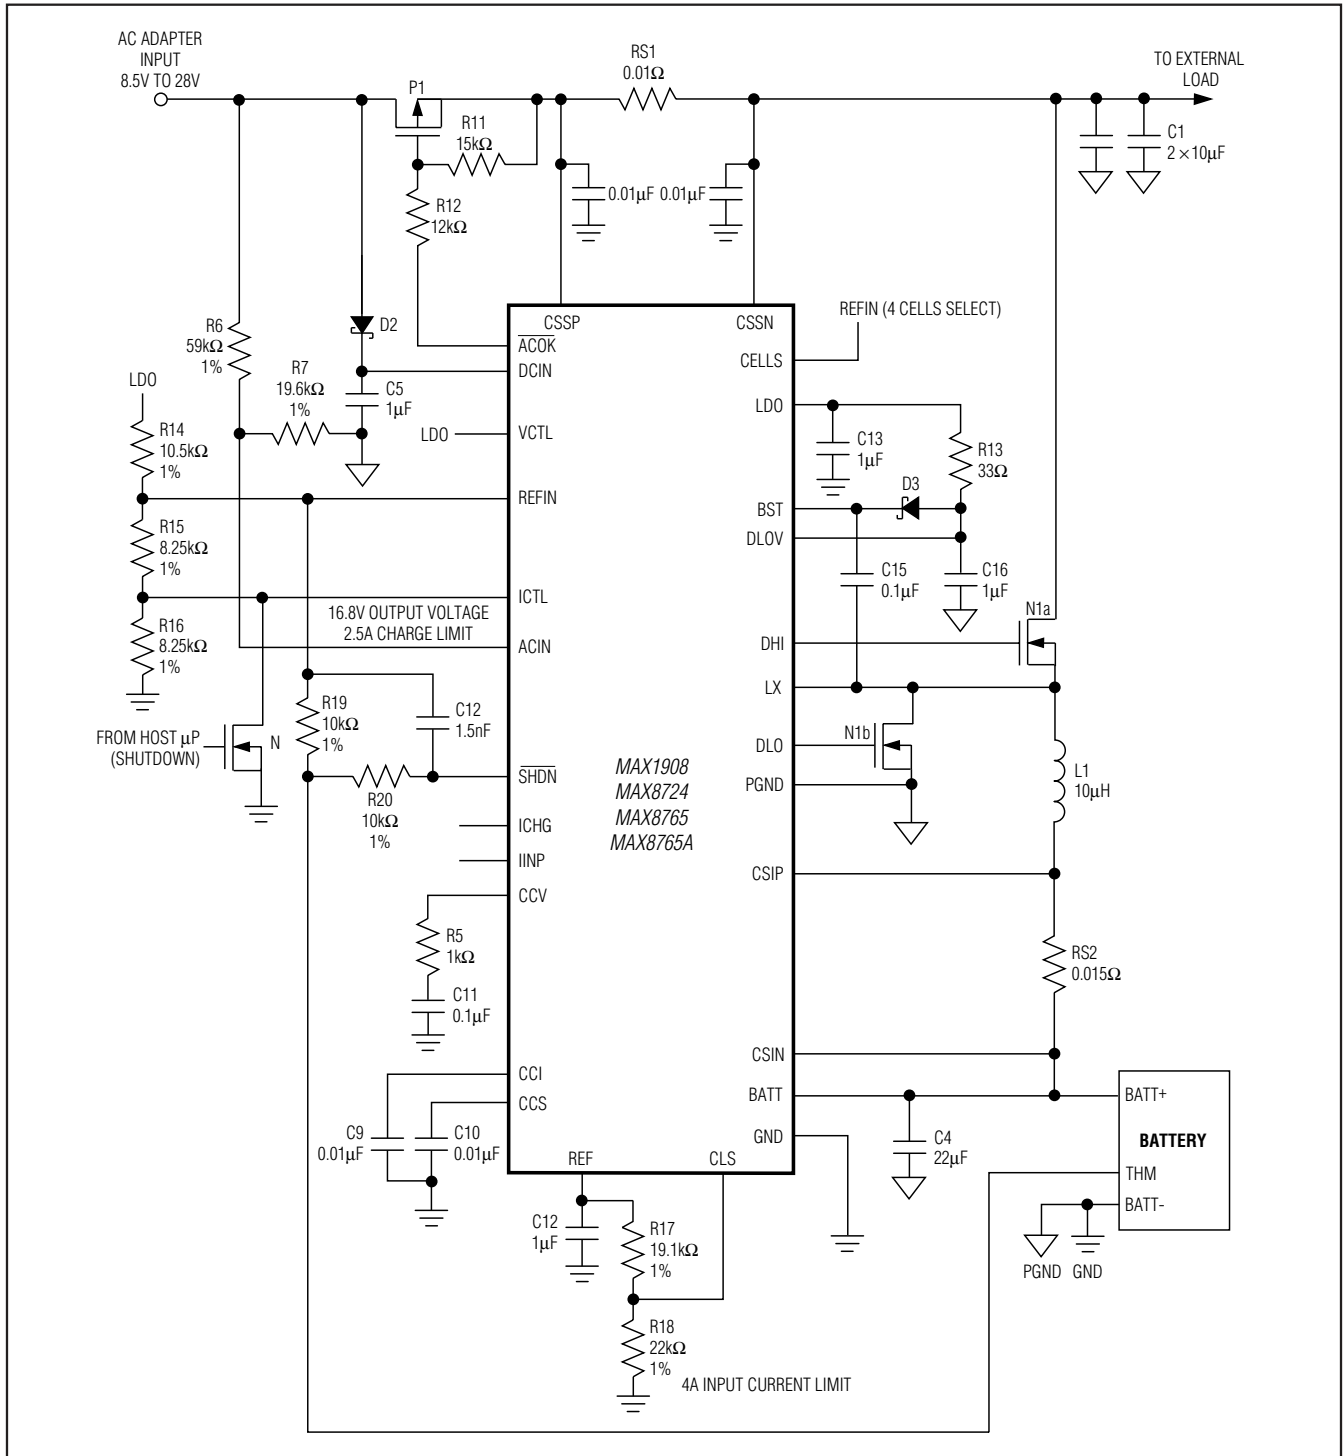 AC ADAPTER
INPUT
8.5V TO 28V
P1
RS1
0.01Ω
TO EXTERNAL
LOAD
R11
15kΩ
C1
2 ×10μF
R12
12kΩ
0.01μF
0.01μF
REFIN (4 CELLS SELECT)
CSSP
CSSN
R6
59kΩ
1%
D2
ACOK
CELLS
DCIN
LDO
R7
19.6kΩ
1%
C5
1μF
LDO
C13
1μF
R13
33Ω
R14
10.5kΩ
1%
LDO
VCTL
REFIN
D3
BST
DLOV
R15
8.25kΩ
1%
C15
0.1μF
C16
1μF
ICTL
16.8V OUTPUT VOLTAGE
2.5A CHARGE LIMIT
N1a
R16
8.25kΩ
1%
ACIN
DHI
LX
R19
10kΩ
1%
C12
1.5nF
FROM HOST μP
(SHUTDOWN)
N
N1b
DLO
SHDN
PGND
L1
10μH
R20
10kΩ
1%
MAX1908
MAX8724
MAX8765
MAX8765A
ICHG
IINP
CSIP
CCV
R5
1kΩ
RS2
0.015Ω
C11
0.1μF
CSIN
CCI
BATT
BATT+
CCS
C9
0.01μF
C10
0.01μF
GND
C4
22μF
BATTERY
REF
CLS
THM
BATT-
C12
1μF
R17
19.1kΩ
1%
PGND
GND
R18
22kΩ
1%
4A INPUT CURRENT LIMIT